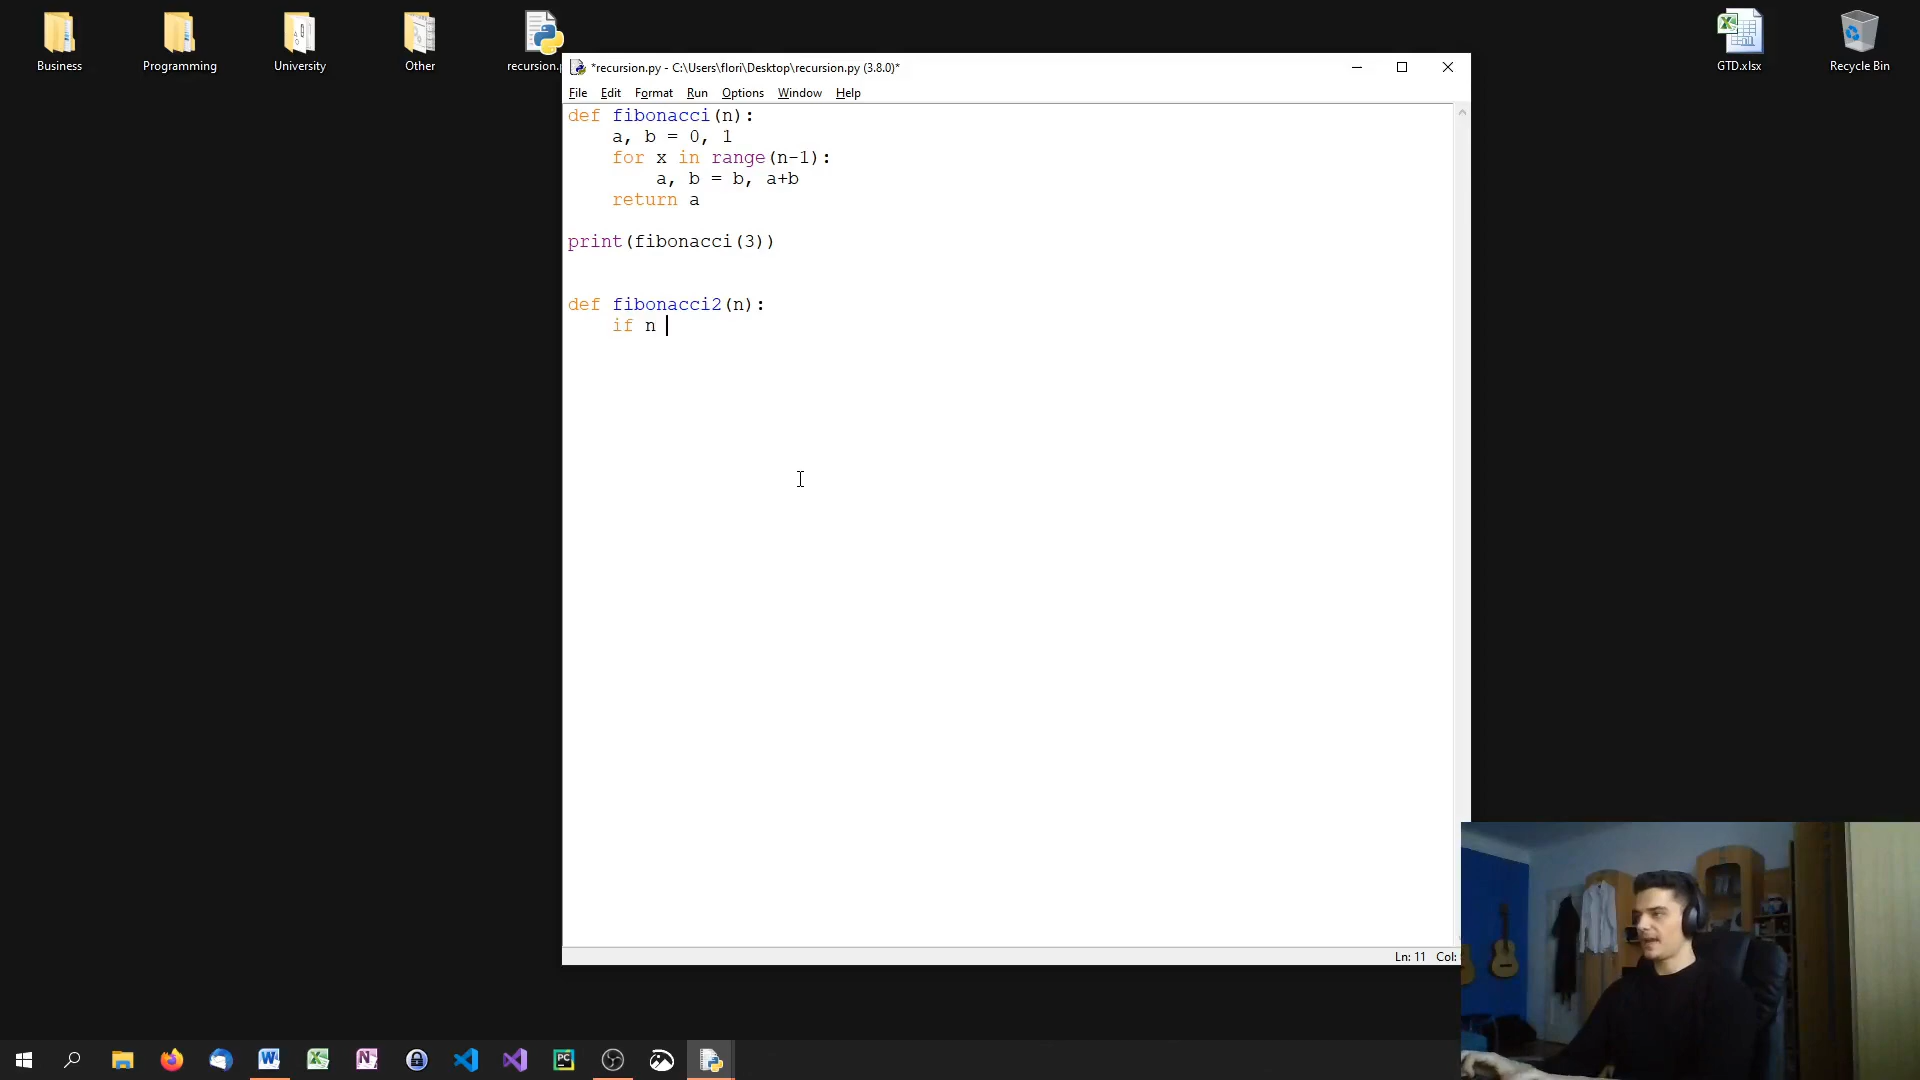 Business
Programming
University
Other
recursion.
GTD.xlsx
Recycle Bin
*recursion.py - C:\Users\flori\Desktop\recursion.py (3.8.0)*
File Edit Format Run Options Window Help
def fibonacci(n):
    a, b = 0, 1
    for x in range(n-1):
        a, b = b, a+b
    return a
print(fibonacci(3))
def fibonacci2(n):
    if n
Ln: 11 Col: